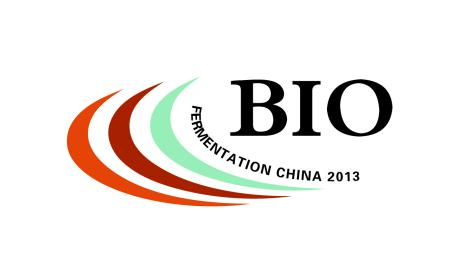 BIO
FERMENTATION CHINA 2013